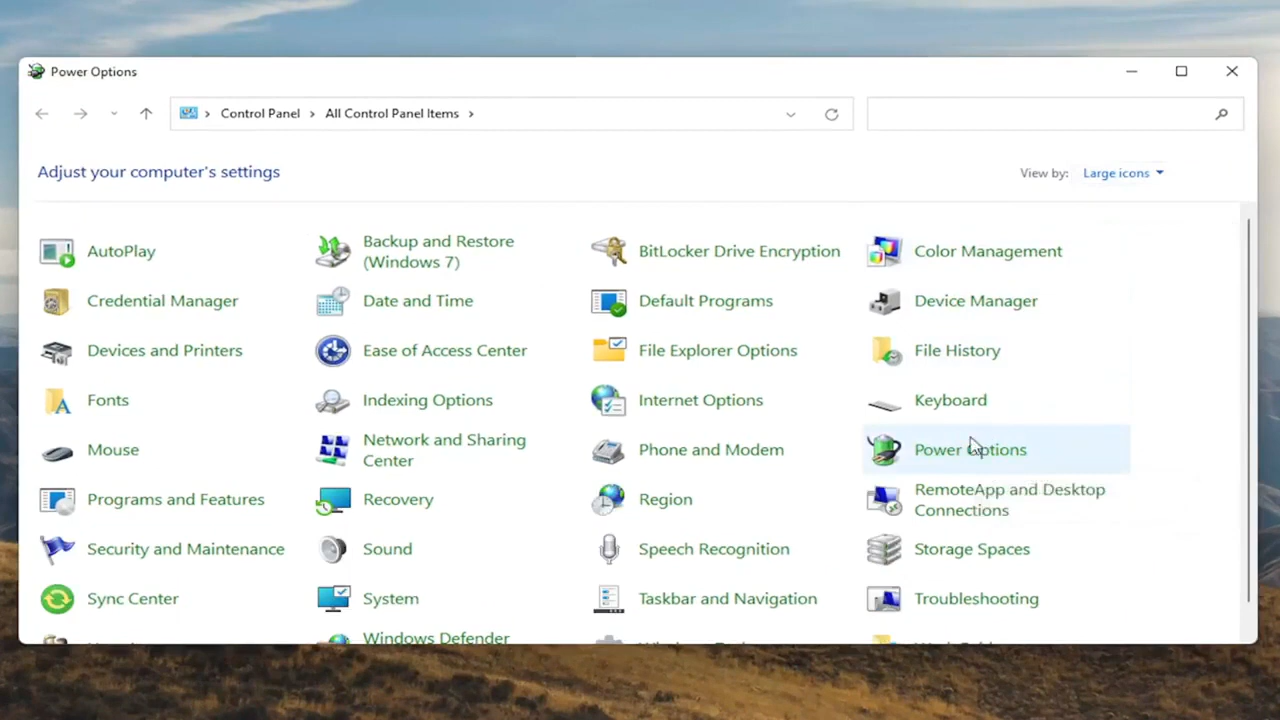 Power Options
Control Panel
All Control Panel Items
Adjust your computer's settings
View by:
Large icons
AutoPlay
Backup and Restore
(Windows 7)
BitLocker Drive Encryption
Color Management
Credential Manager
Date and Time
Default Programs
Device Manager
Devices and Printers
Ease of Access Center
File Explorer Options
File History
Fonts
Indexing Options
Internet Options
Keyboard
Mouse
Network and Sharing
Center
Phone and Modem
Power Options
Programs and Features
Recovery
Region
RemoteApp and Desktop
Connections
Security and Maintenance
Sound
Speech Recognition
Storage Spaces
Sync Center
System
Taskbar and Navigation
Troubleshooting
Windows Defender